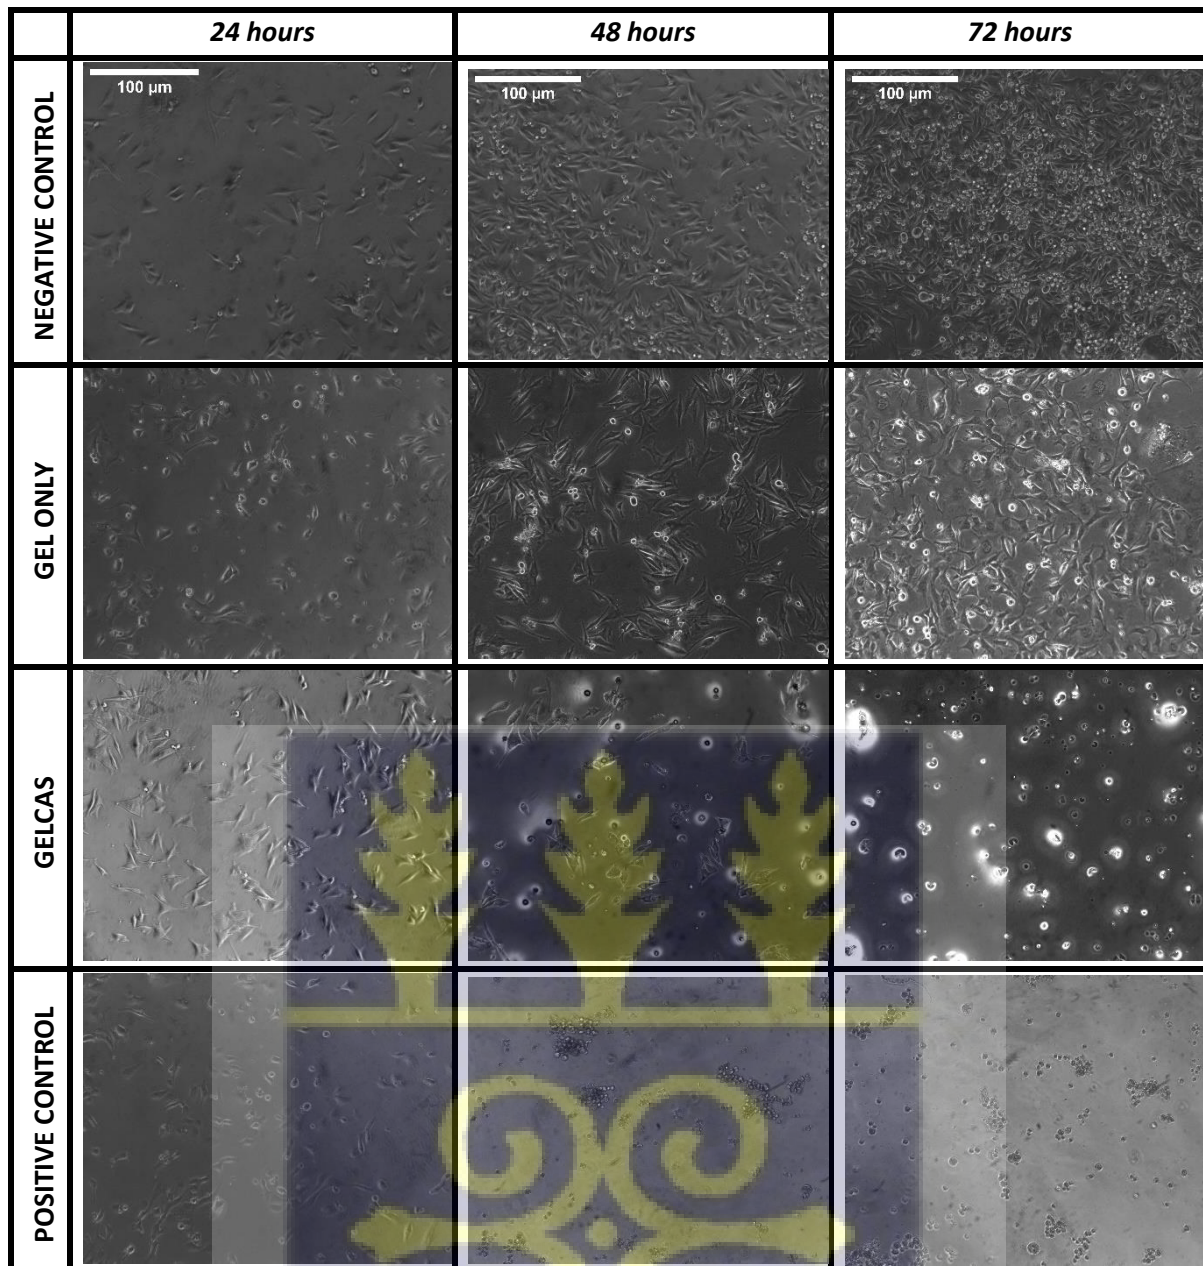 24 hours
48 hours
72 hours
NEGATIVE CONTROL
100 µm
100 µm
100 µm
GEL ONLY
GELCAS
POSITIVE CONTROL